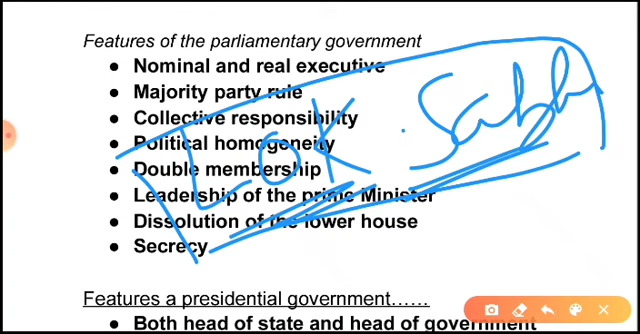 Features of the parliamentary government
● Nominal and real executive
● Majority party rule
● Collective responsibility
● Political homogeneity
● Double membership
● Leadership of the prime Minister
● Dissolution of the lower house
● Secrecy
LOK Sabh
Features a presidential government……
● Both head of state and head of government